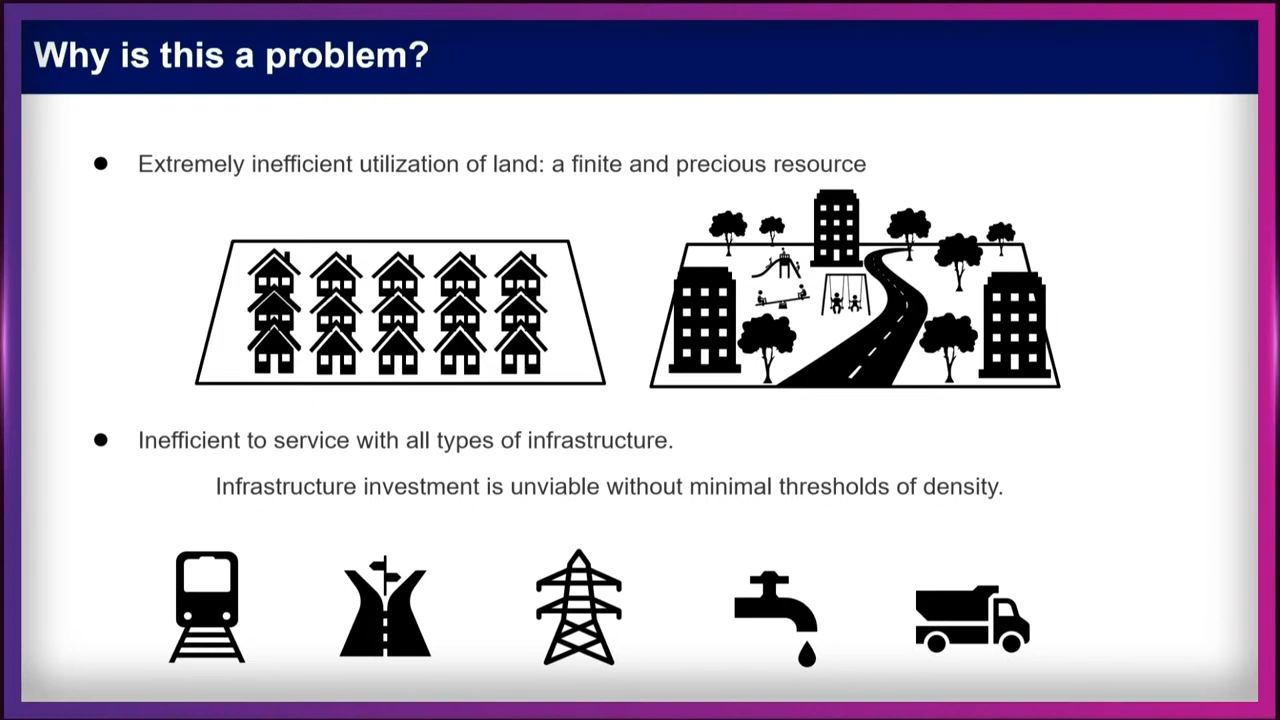 Why is this a problem?
Extremely inefficient utilization of land: a finite and precious resource
Inefficient to service with all types of infrastructure.
Infrastructure investment is unviable without minimal thresholds of density.